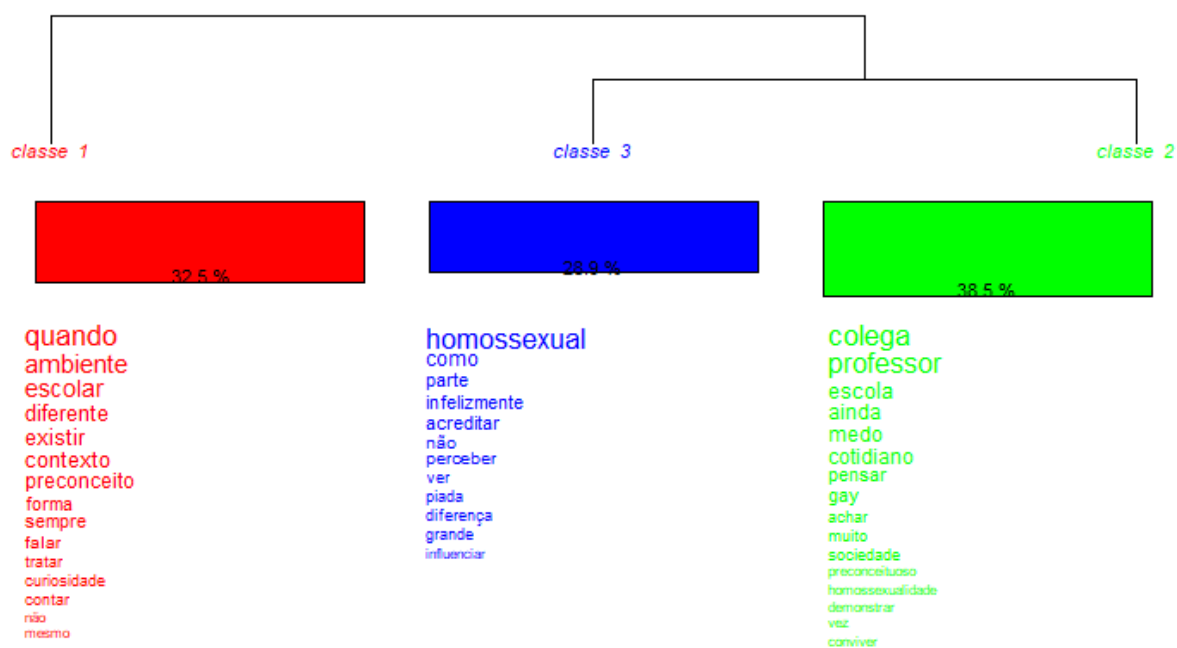 classe 1
classe 3
classe 2
32.5 %
28.9 %
38.5 %
quando
ambiente
escolar
diferente
existir
contexto
preconceito
forma
sempre
falar
tratar
curiosidade
contar
não
mesmo
homossexual
como
parte
infelizmente
acreditar
não
perceber
ver
piada
diferença
grande
influenciar
colega
professor
escola
ainda
medo
cotidiano
pensar
gay
achar
muito
sociedade
preconceituoso
homossexualidade
demonstrar
vez
conviver